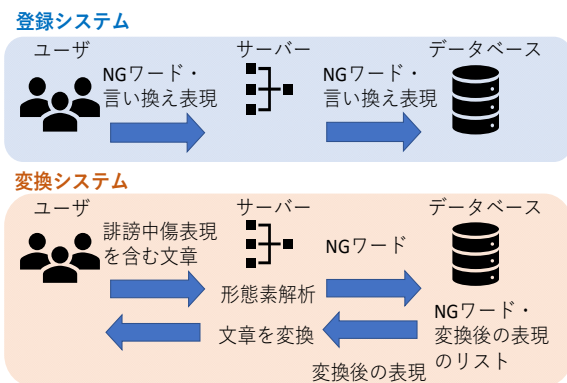 登録システム
ユーザ
サーバー
データベース
NGワード・
言い換え表現
NGワード・
言い換え表現
変換システム
ユーザ
サーバー
データベース
誹謗中傷表現
を含む文章
NGワード
形態素解析
文章を変換
NGワード・
変換後の表現
のリスト
変換後の表現